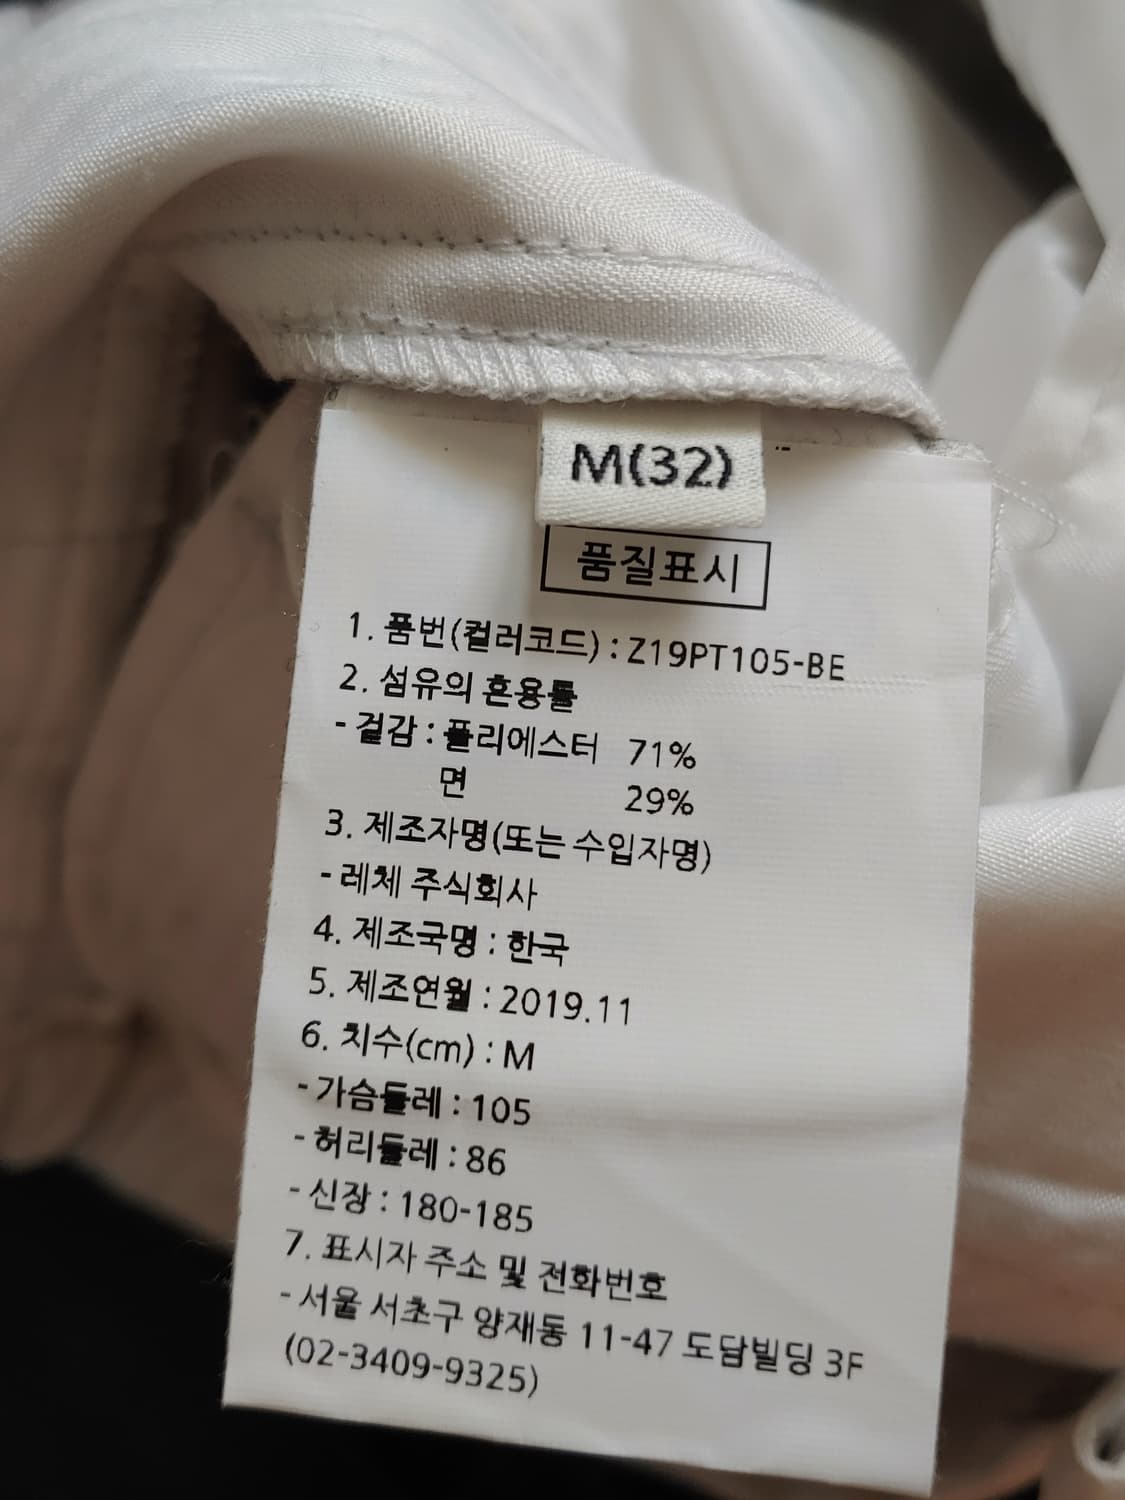 M(32)
품질표시
1. 품번(컬러코드) : Z19PT105-BE
2. 섬유의 혼용률
- 겉감 : 폴리에스터 71%
면 29%
3. 제조자명(또는 수입자명)
- 레체 주식회사
4. 제조국명 : 한국
5. 제조연월 : 2019.11
6. 치수(cm) : M
- 가슴둘레 : 105
- 허리둘레 : 86
- 신장 : 180-185
7. 표시자 주소 및 전화번호
- 서울 서초구 양재동 11-47 도담빌딩 3F
(02-3409-9325)